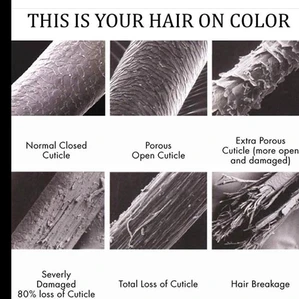 THIS IS YOUR HAIR ON COLOR
Normal Closed
Cuticle
Porous
Open Cuticle
Extra Porous
Cuticle (more open
and damaged)
Severly
Damaged
80% loss of Cuticle
Total Loss of Cuticle
Hair Breakage